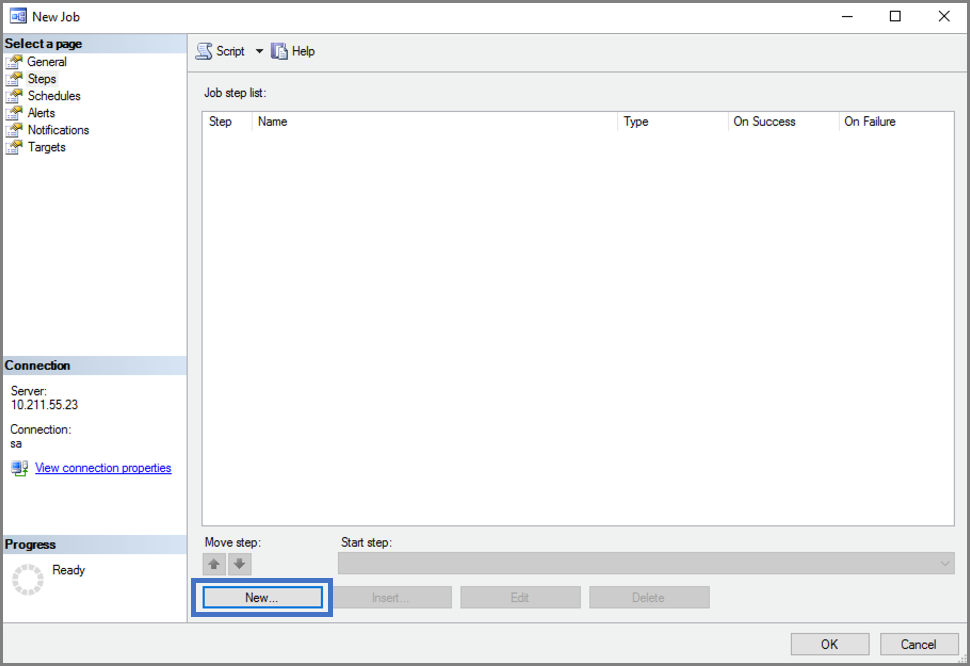 New Job
Select a page
General
Steps
Schedules
Alerts
Notifications
Targets
Script
Help
Job step list:
Step Name Type On Success On Failure
Connection
Server:
10.211.55.23
Connection:
sa
View connection properties
Progress
Ready
Move step: Start step:
New... Insert... Edit Delete
OK Cancel